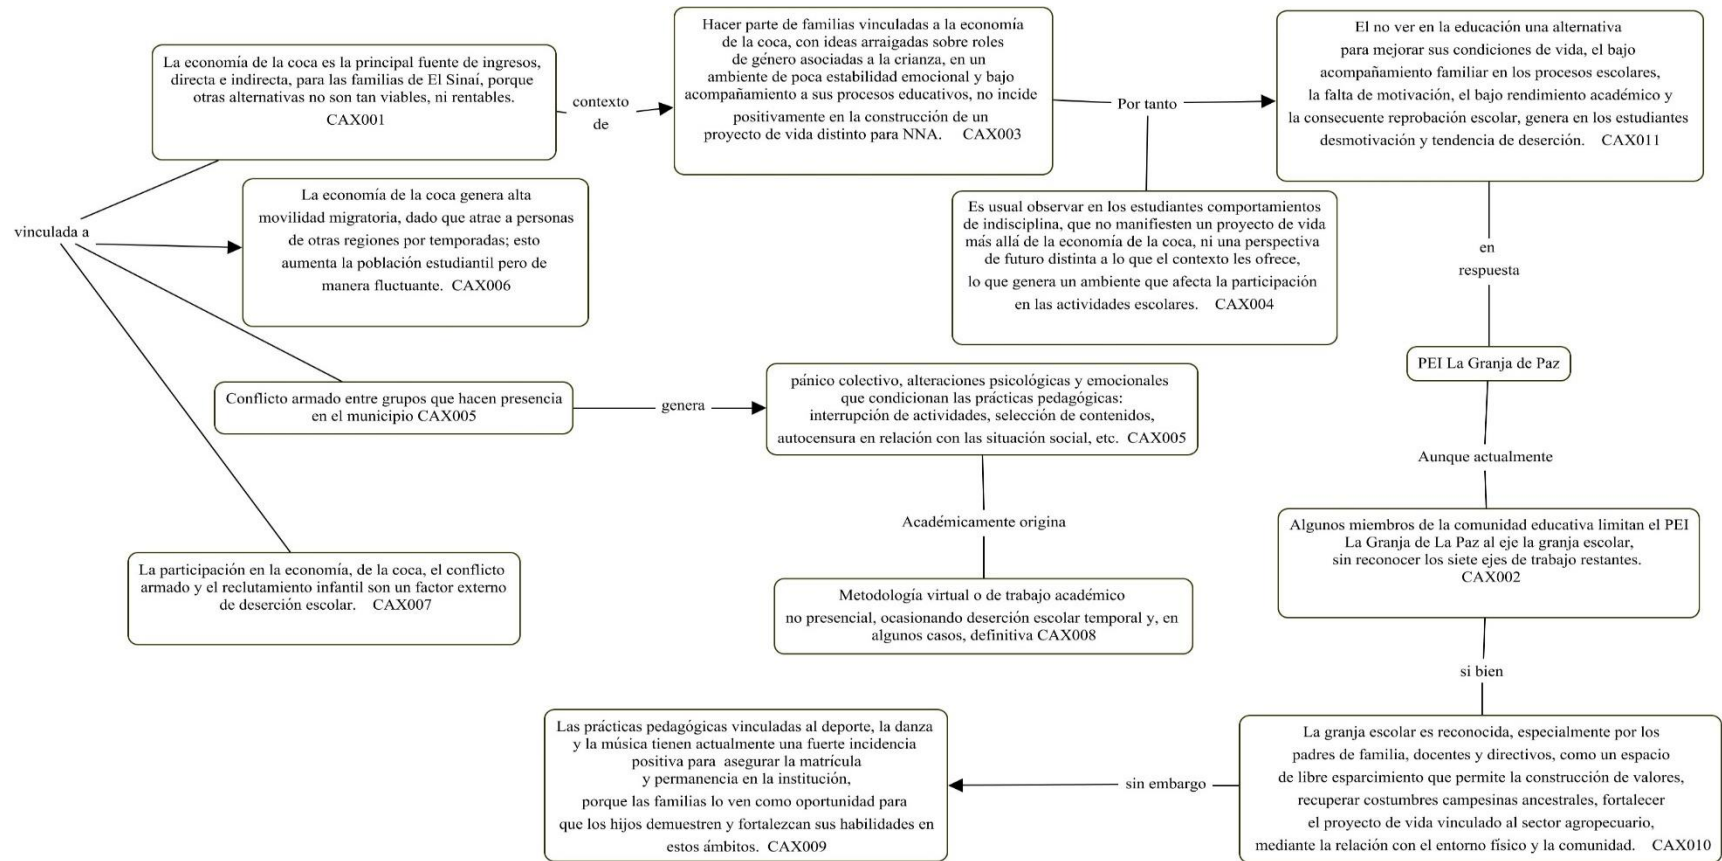 La economía de la coca es la principal fuente de ingresos,
directa e indirecta, para las familias de El Sinaí, porque
otras alternativas no son tan viables, ni rentables.
CAX001
contexto
de
Hacer parte de familias vinculadas a la economía
de la coca, con ideas arraigadas sobre roles
de género asociadas a la crianza, en un
ambiente de poca estabilidad emocional y bajo
acompañamiento a sus procesos educativos, no incide
positivamente en la construcción de un
proyecto de vida distinto para NNA. CAX003
Por tanto
El no ver en la educación una alternativa
para mejorar sus condiciones de vida, el bajo
acompañamiento familiar en los procesos escolares,
la falta de motivación, el bajo rendimiento académico y
la consecuente reprobación escolar, genera en los estudiantes
desmotivación y tendencia de deserción. CAX011
vinculada a
La economía de la coca genera alta
movilidad migratoria, dado que atrae a personas
de otras regiones por temporadas; esto
aumenta la población estudiantil pero de
manera fluctuante. CAX006
Es usual observar en los estudiantes comportamientos
de indisciplina, que no manifiesten un proyecto de vida
más allá de la economía de la coca, ni una perspectiva
de futuro distinta a lo que el contexto les ofrece,
lo que genera un ambiente que afecta la participación
en las actividades escolares. CAX004
en
respuesta
PEI La Granja de Paz
Conflicto armado entre grupos que hacen presencia
en el municipio CAX005
genera
pánico colectivo, alteraciones psicológicas y emocionales
que condicionan las prácticas pedagógicas:
interrupción de actividades, selección de contenidos,
autocensura en relación con las situación social, etc. CAX005
Aunque actualmente
Académicamente origina
Algunos miembros de la comunidad educativa limitan el PEI
La Granja de La Paz al eje la granja escolar,
sin reconocer los siete ejes de trabajo restantes.
CAX002
La participación en la economía, de la coca, el conflicto
armado y el reclutamiento infantil son un factor externo
de deserción escolar. CAX007
Metodología virtual o de trabajo académico
no presencial, ocasionando deserción escolar temporal y, en
algunos casos, definitiva CAX008
si bien
Las prácticas pedagógicas vinculadas al deporte, la danza
y la música tienen actualmente una fuerte incidencia
positiva para asegurar la matrícula
y permanencia en la institución,
porque las familias lo ven como oportunidad para
que los hijos demuestren y fortalezcan sus habilidades en
estos ámbitos. CAX009
sin embargo
La granja escolar es reconocida, especialmente por los
padres de familia, docentes y directivos, como un espacio
de libre esparcimiento que permite la construcción de valores,
recuperar costumbres campesinas ancestrales, fortalecer
el proyecto de vida vinculado al sector agropecuario,
mediante la relación con el entorno físico y la comunidad. CAX010